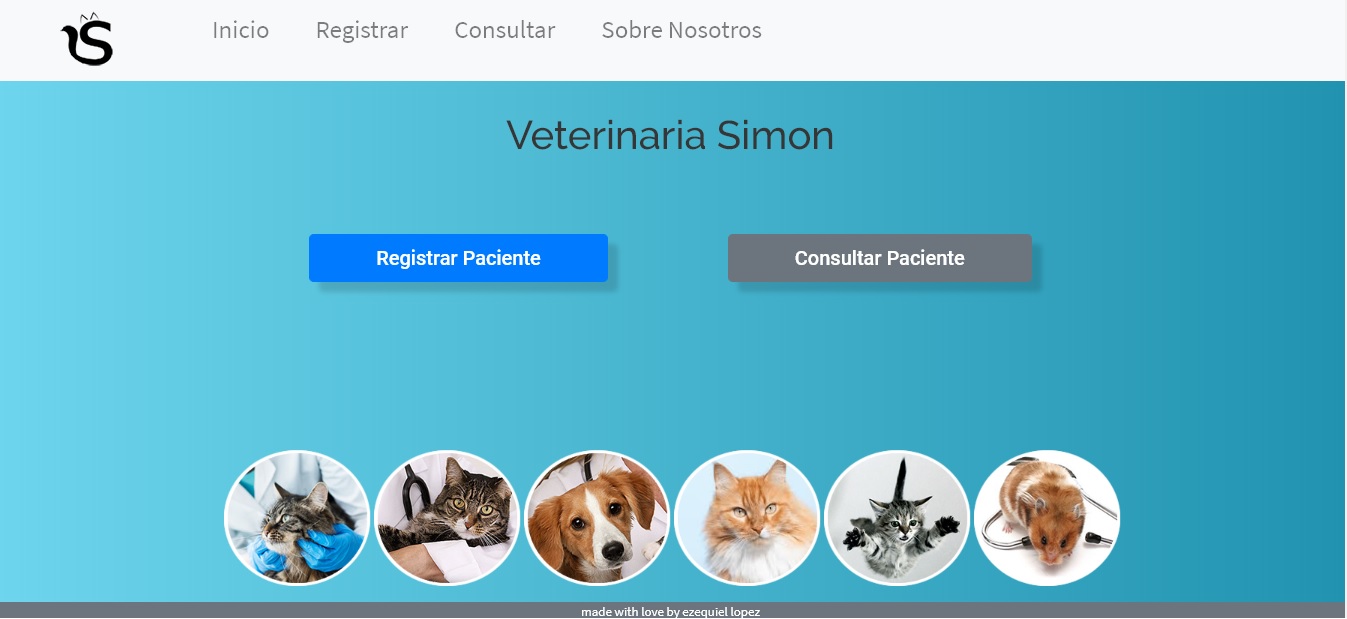 Inicio Registrar Consultar Sobre Nosotros
Veterinaria Simon
Registrar Paciente Consultar Paciente
made with love by ezequiel lopez